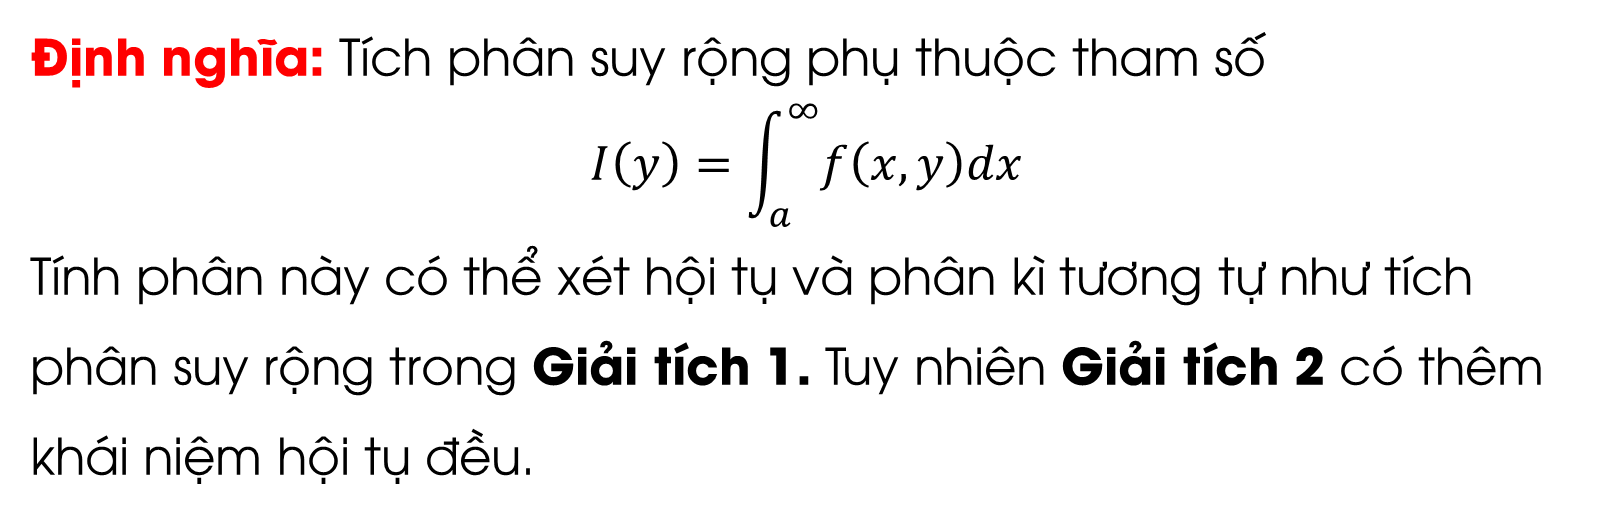 Định nghĩa: Tích phân suy rộng phụ thuộc tham số
I(y) = ∫_a^∞ f(x, y)dx
Tính phân này có thể xét hội tụ và phân kì tương tự như tích
phân suy rộng trong Giải tích 1. Tuy nhiên Giải tích 2 có thêm
khái niệm hội tụ đều.